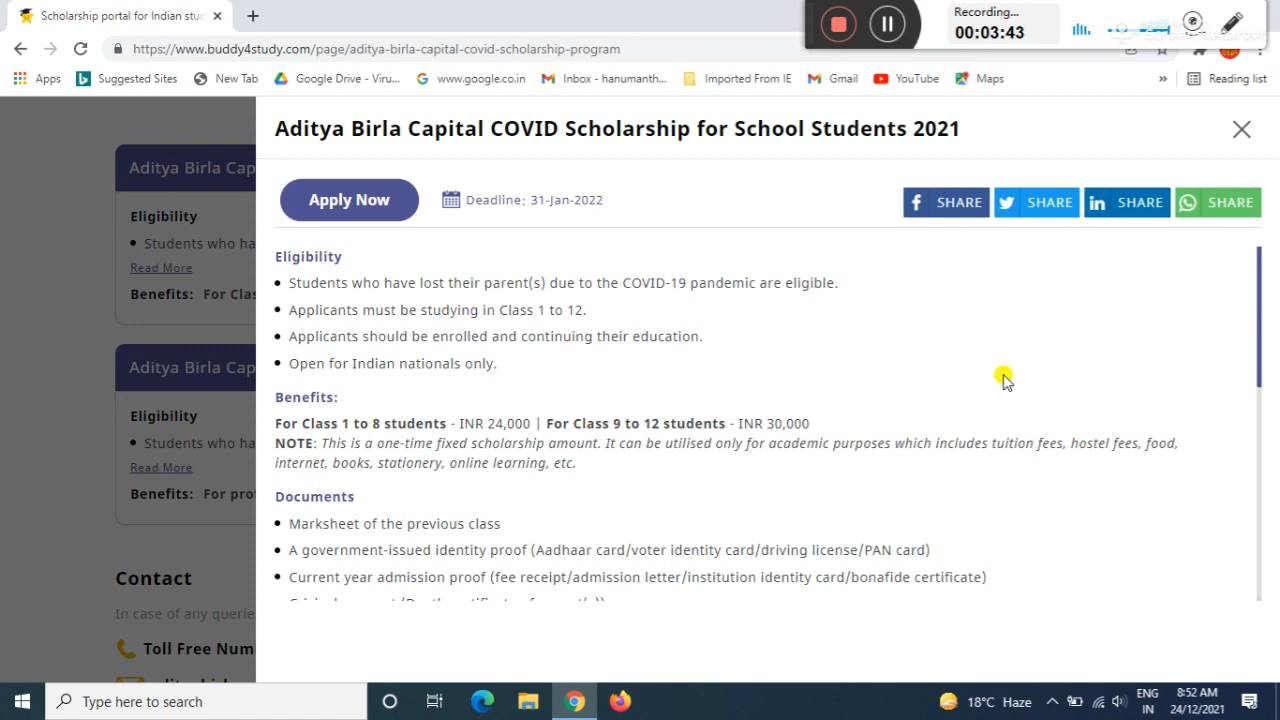 Scholarship portal for Indian stu
Recording...
00:03:43
https://www.buddy4study.com/page/aditya-birla-capital-covid-scholarship-program
Apps
Suggested Sites
New Tab
Google Drive - Viru...
www.google.co.in
Inbox - hanumanth...
Imported From IE
Gmail
YouTube
Maps
»
Reading list
Aditya Birla Capital COVID Scholarship for School Students 2021
Apply Now
Deadline: 31-Jan-2022
SHARE
SHARE
SHARE
SHARE
Aditya Birla Cap
Eligibility
• Students who ha
Read More
Benefits: For Clas
Aditya Birla Cap
Eligibility
• Students who ha
Read More
Benefits: For pro
Contact
In case of any querie
Toll Free Num
Eligibility
• Students who have lost their parent(s) due to the COVID-19 pandemic are eligible.
• Applicants must be studying in Class 1 to 12.
• Applicants should be enrolled and continuing their education.
• Open for Indian nationals only.
Benefits:
For Class 1 to 8 students - INR 24,000 | For Class 9 to 12 students - INR 30,000
NOTE: This is a one-time fixed scholarship amount. It can be utilised only for academic purposes which includes tuition fees, hostel fees, food,
internet, books, stationery, online learning, etc.
Documents
• Marksheet of the previous class
• A government-issued identity proof (Aadhaar card/voter identity card/driving license/PAN card)
• Current year admission proof (fee receipt/admission letter/institution identity card/bonafide certificate)
Type here to search
18°C Haze
ENG
IN
8:52 AM
24/12/2021